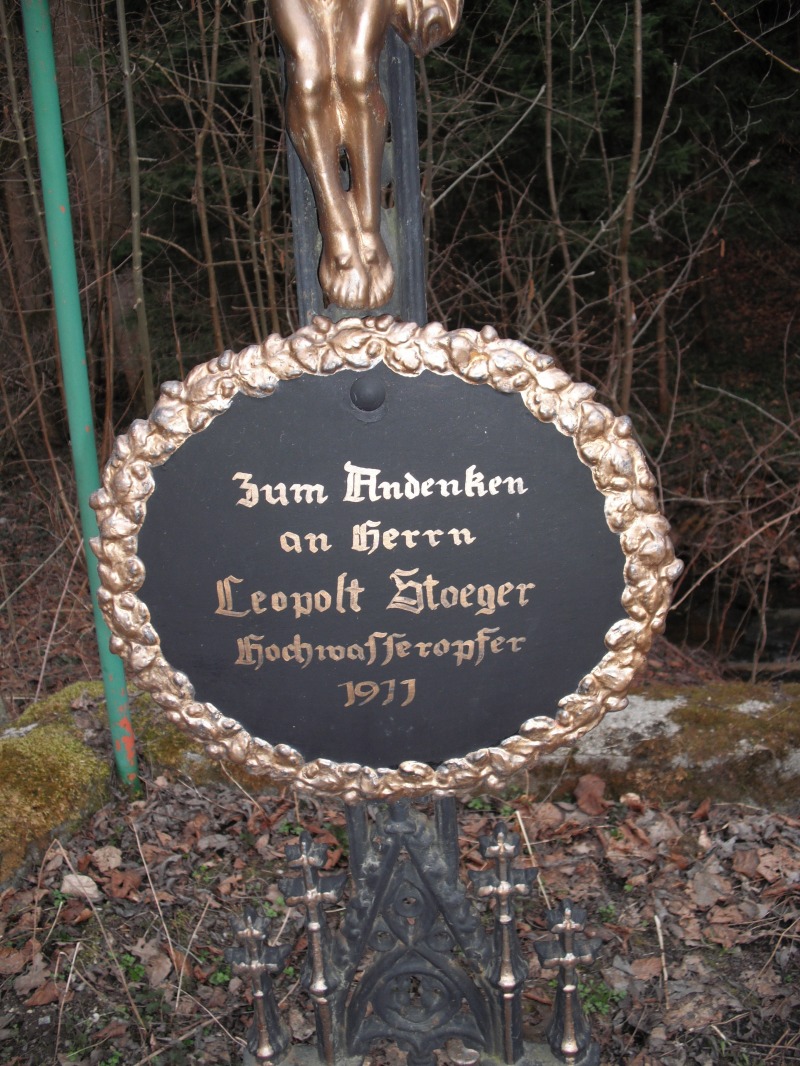 Zum Andenken
an Herrn
Leopolt Stoeger
Hochwasseropfer
1911